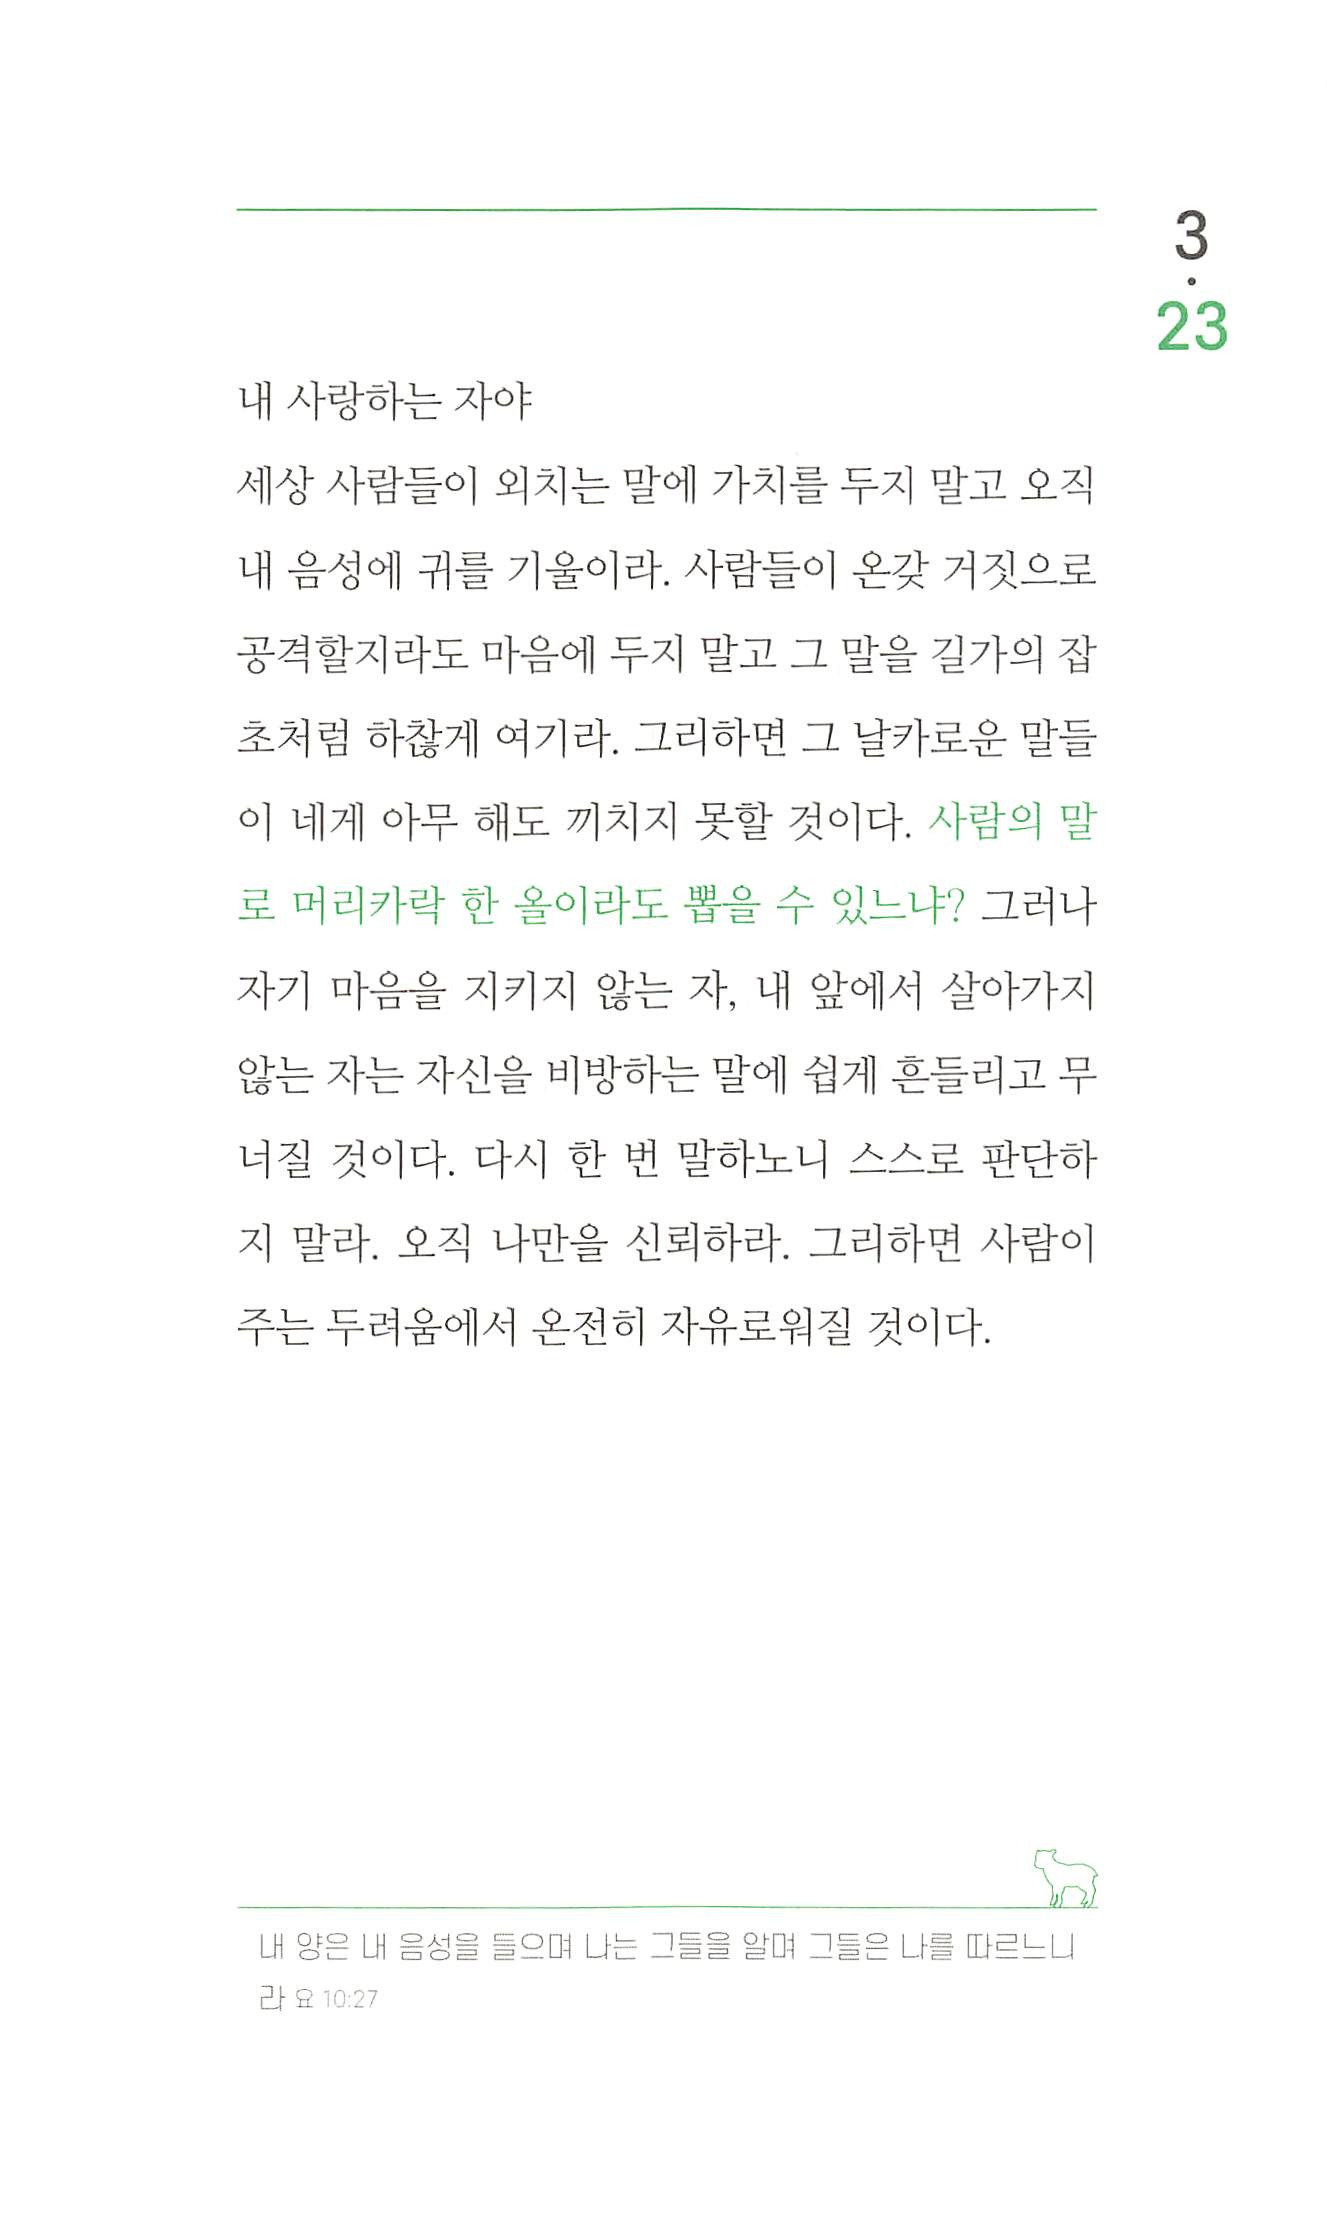 3
·
23
내 사랑하는 자야
세상 사람들이 외치는 말에 가치를 두지 말고 오직
내 음성에 귀를 기울이라. 사람들이 온갖 거짓으로
공격할지라도 마음에 두지 말고 그 말을 길가의 잡
초처럼 하찮게 여기라. 그리하면 그 날카로운 말들
이 네게 아무 해도 끼치지 못할 것이다. 사람의 말
로 머리카락 한 올이라도 뽑을 수 있느냐? 그러나
자기 마음을 지키지 않는 자, 내 앞에서 살아가지
않는 자는 자신을 비방하는 말에 쉽게 흔들리고 무
너질 것이다. 다시 한 번 말하노니 스스로 판단하
지 말라. 오직 나만을 신뢰하라. 그리하면 사람이
주는 두려움에서 온전히 자유로워질 것이다.
내 양은 내 음성을 들으며 나는 그들을 알며 그들은 나를 따르느니
라 요 10:27